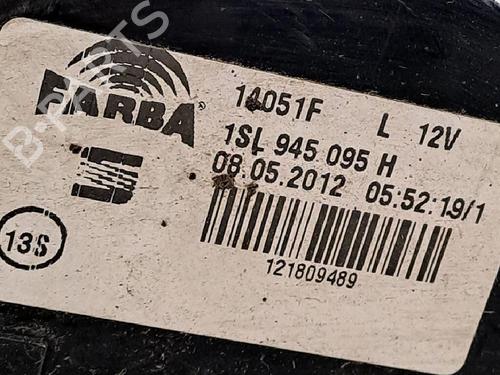 FARBA
14051F L 12V
1SL 945 095 H
08.05.2012 05:52:19/1
13S
121809489
B-PARTS